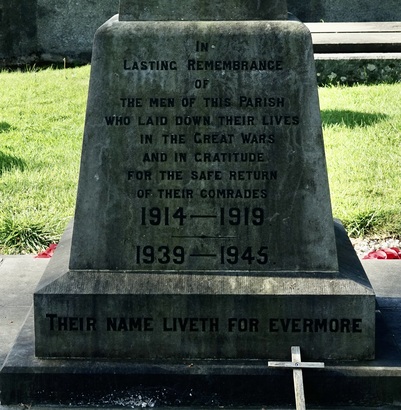 In
Lasting Remembrance
of
the men of this Parish
who laid down their lives
in the Great Wars
and in gratitude
for the safe return
of their comrades
1914—1919
1939—1945.
Their name liveth for evermore